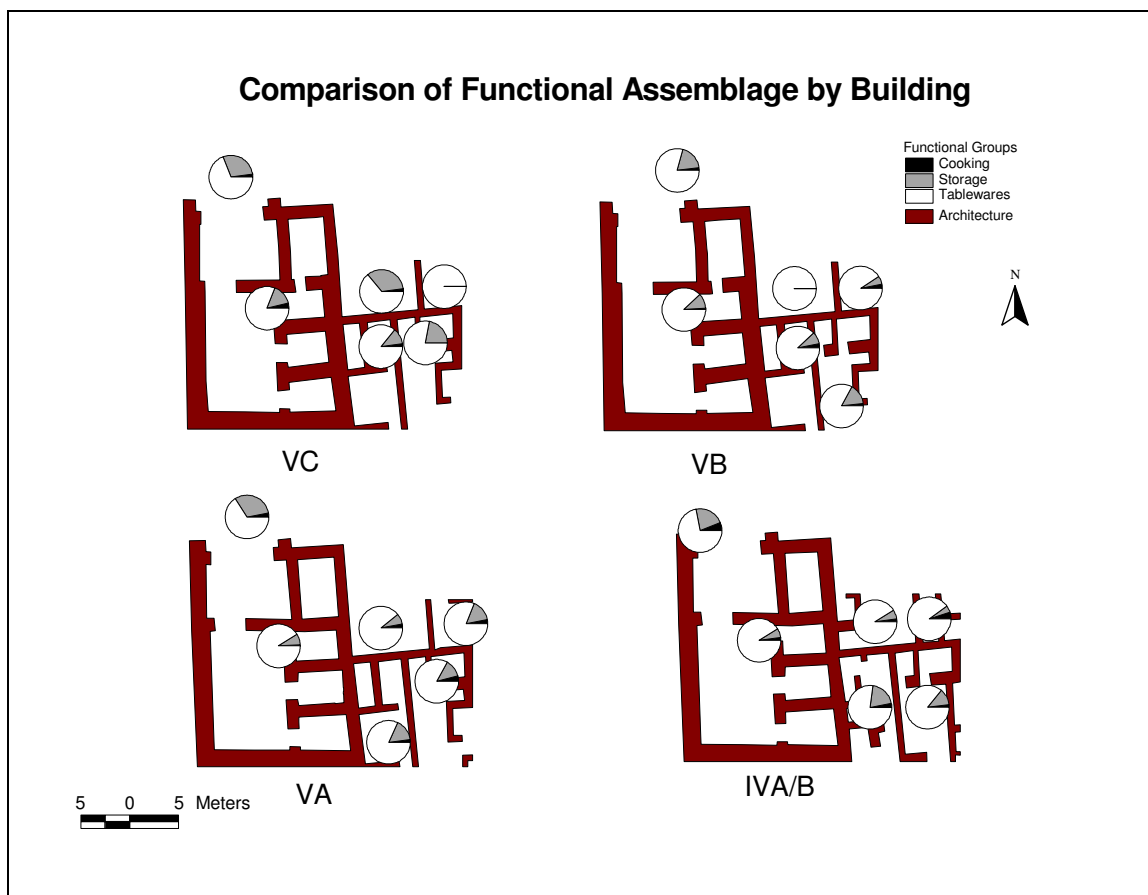 Comparison of Functional Assemblage by Building
Functional Groups
Cooking
Storage
Tablewares
Architecture
N
VC
VB
VA
IVA/B
5 0 5 Meters